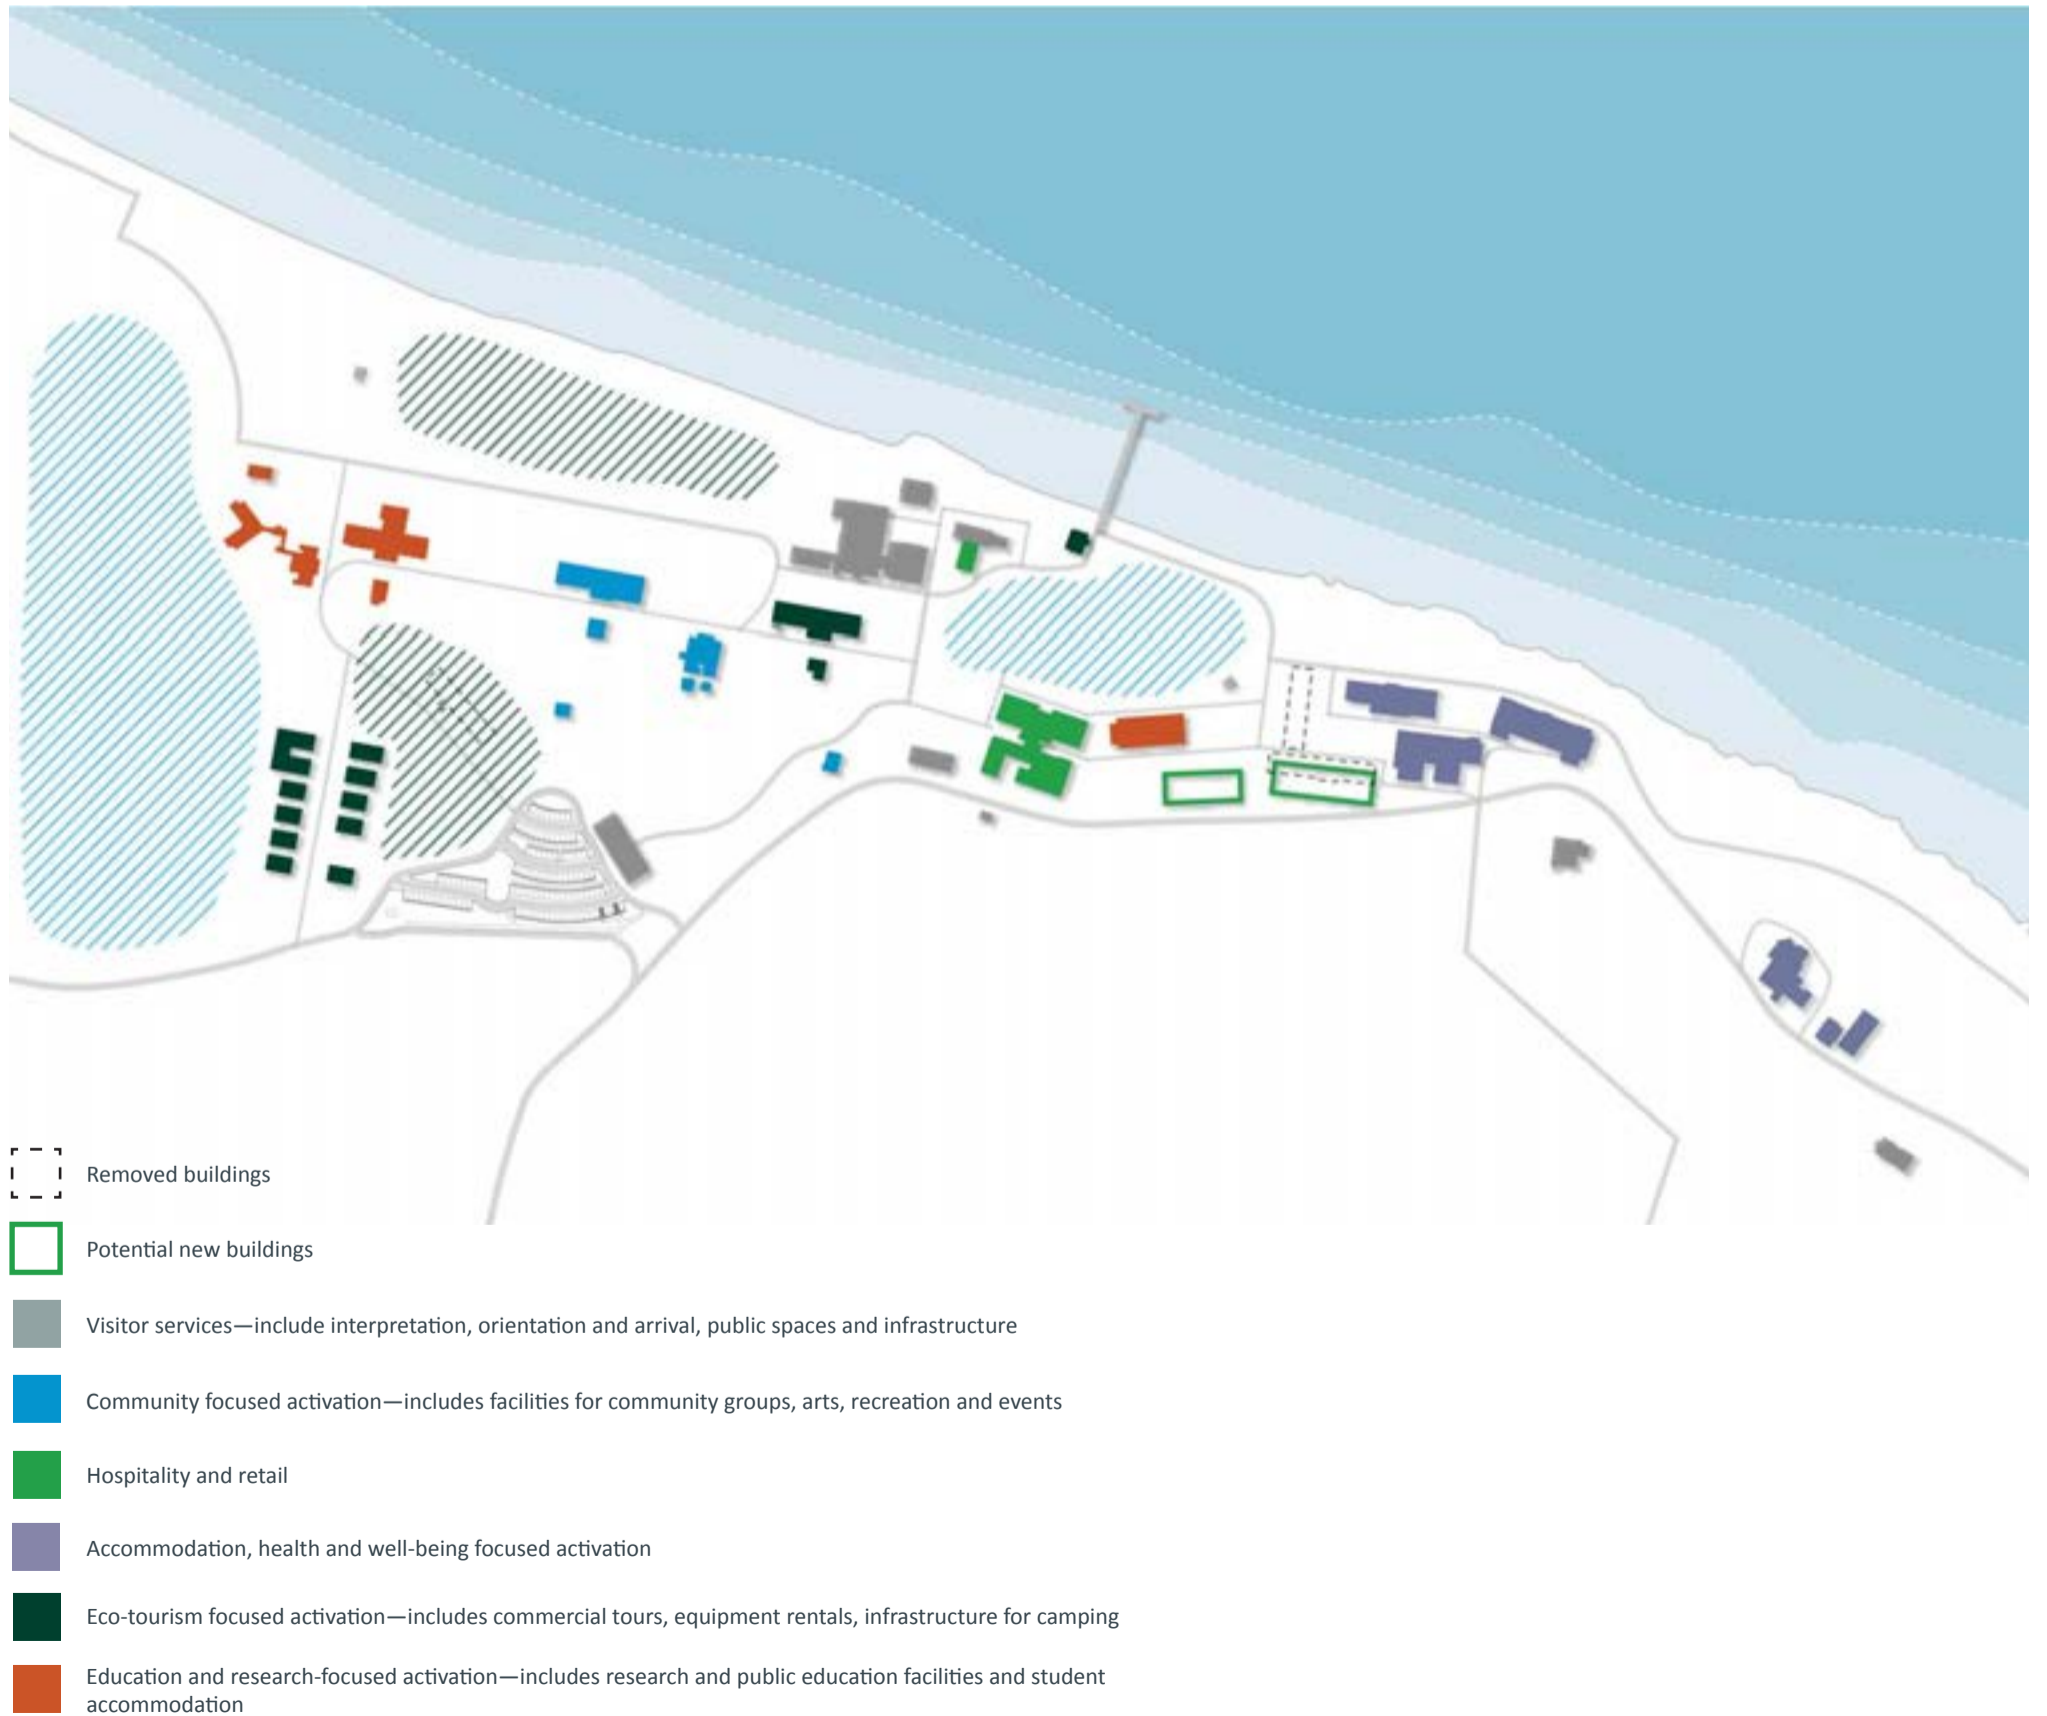 Removed buildings
Potential new buildings
Visitor services—include interpretation, orientation and arrival, public spaces and infrastructure
Community focused activation—includes facilities for community groups, arts, recreation and events
Hospitality and retail
Accommodation, health and well-being focused activation
Eco-tourism focused activation—includes commercial tours, equipment rentals, infrastructure for camping
Education and research-focused activation—includes research and public education facilities and student
accommodation